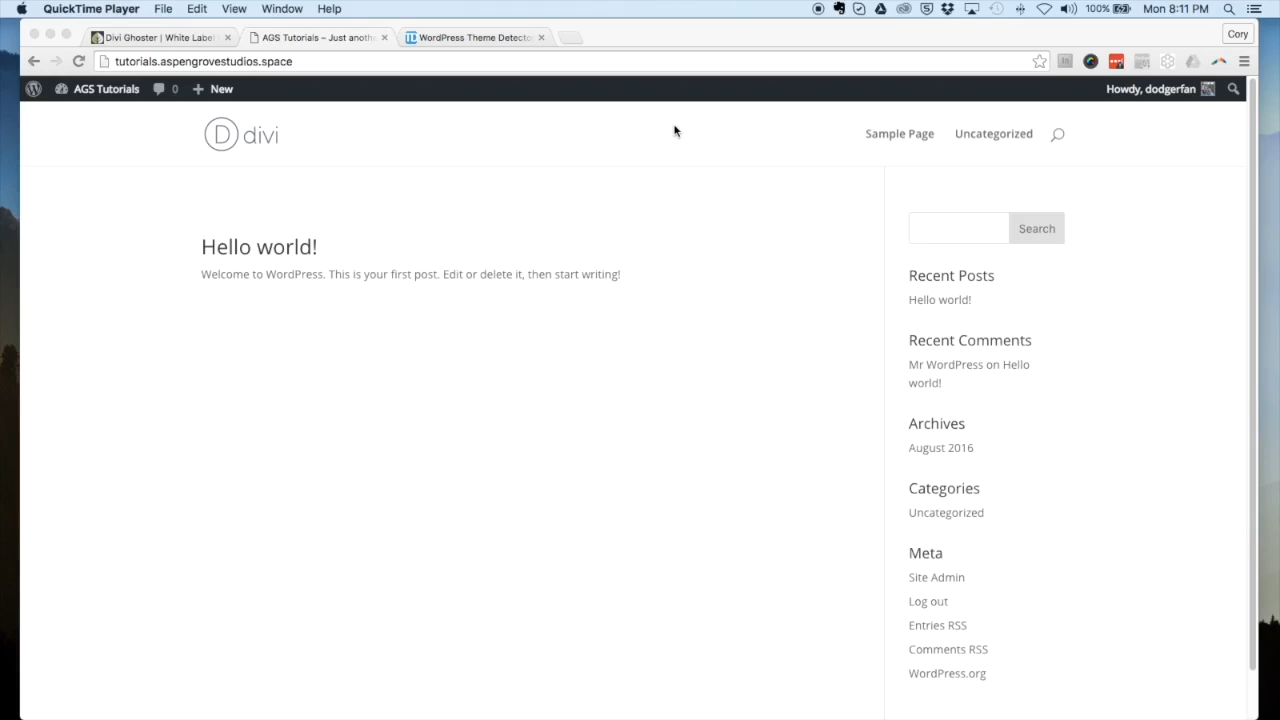 QuickTime Player File Edit View Window Help 100% Mon 8:11 PM
Divi Ghoster | White Label AGS Tutorials – Just anoth WordPress Theme Detecto Cory
tutorials.aspengrovestudios.space
AGS Tutorials 0 New Howdy, dodgerfan
D divi Sample Page Uncategorized
Search
Hello world!
Welcome to WordPress. This is your first post. Edit or delete it, then start writing!
Recent Posts
Hello world!
Recent Comments
Mr WordPress on Hello
world!
Archives
August 2016
Categories
Uncategorized
Meta
Site Admin
Log out
Entries RSS
Comments RSS
WordPress.org